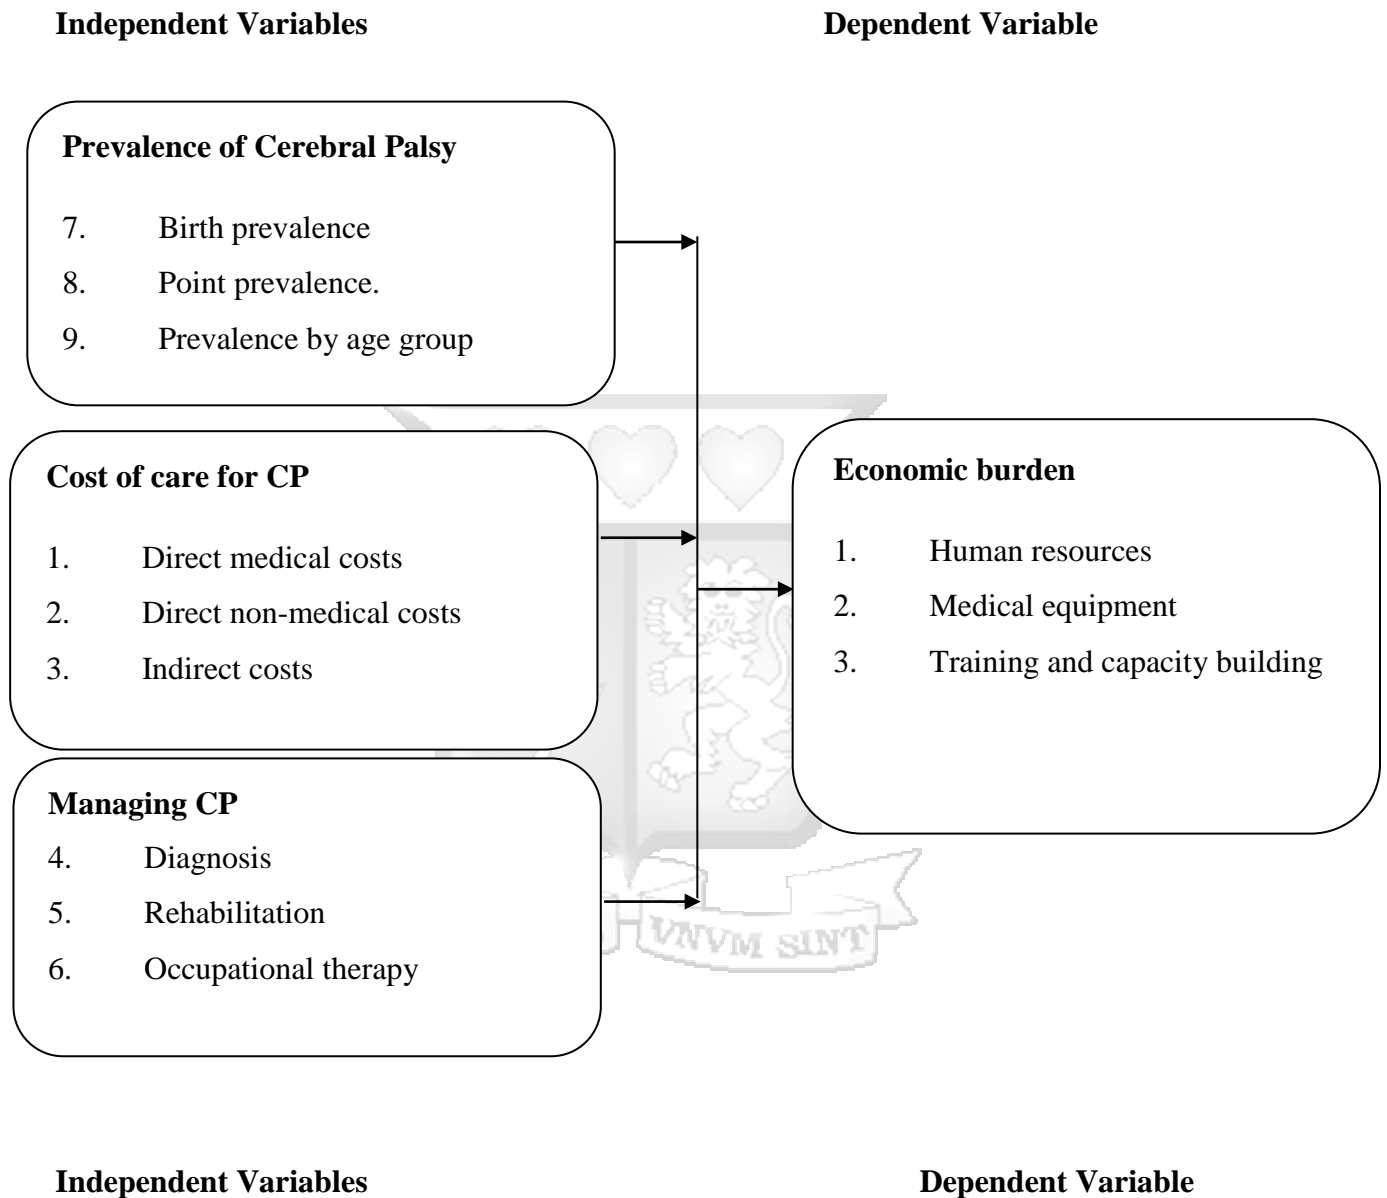 Independent Variables
Dependent Variable
Prevalence of Cerebral Palsy
7. Birth prevalence
8. Point prevalence.
9. Prevalence by age group
Cost of care for CP
1. Direct medical costs
2. Direct non-medical costs
3. Indirect costs
Economic burden
1. Human resources
2. Medical equipment
3. Training and capacity building
Managing CP
4. Diagnosis
5. Rehabilitation
6. Occupational therapy
VNVM SINT
Independent Variables
Dependent Variable